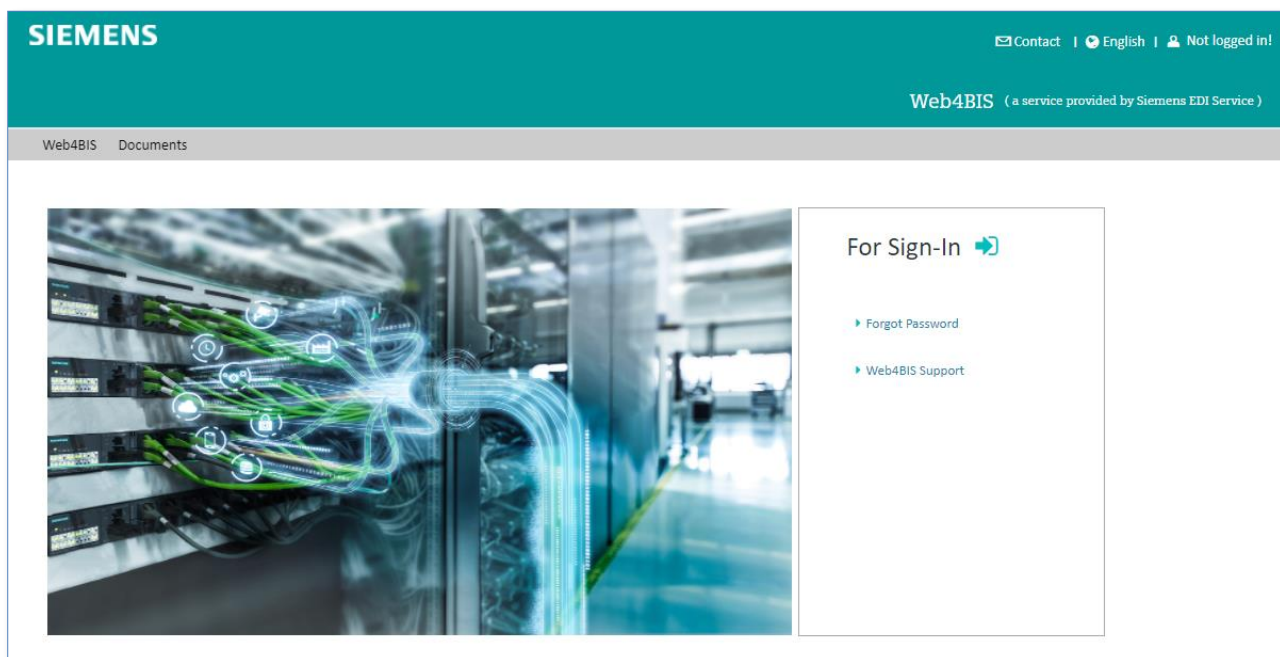 SIEMENS
Contact | English | Not logged in!
Web4BIS ( a service provided by Siemens EDI Service )
Web4BIS Documents
For Sign-In
Forgot Password
Web4BIS Support